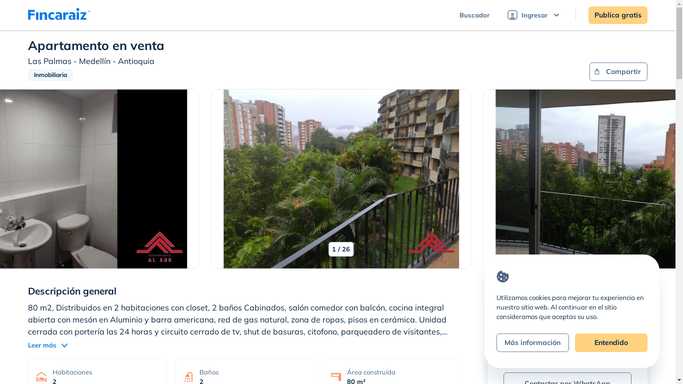 Fincaraiz
Buscador
Ingresar
Publica gratis
Apartamento en venta
Las Palmas - Medellín - Antioquia
Inmobiliaria
Compartir
AL SUR
1 / 26
Descripción general
80 m2, Distribuidos en 2 habitaciones con closet, 2 baños Cabinados, salón comedor con balcón, cocina integral
abierta con mesón en Aluminio y barra americana, red de gas natural, zona de ropas, pisos en cerámica. Unidad
cerrada con portería las 24 horas y circuito cerrado de tv, shut de basuras, citofono, parqueadero de visitantes,...
Leer más
Habitaciones
2
Baños
2
Área construida
80 m²
Utilizamos cookies para mejorar tu experiencia en
nuestro sitio web. Al continuar en el sitio
consideramos que aceptas su uso.
Más información
Entendido
Contactar por WhatsApp